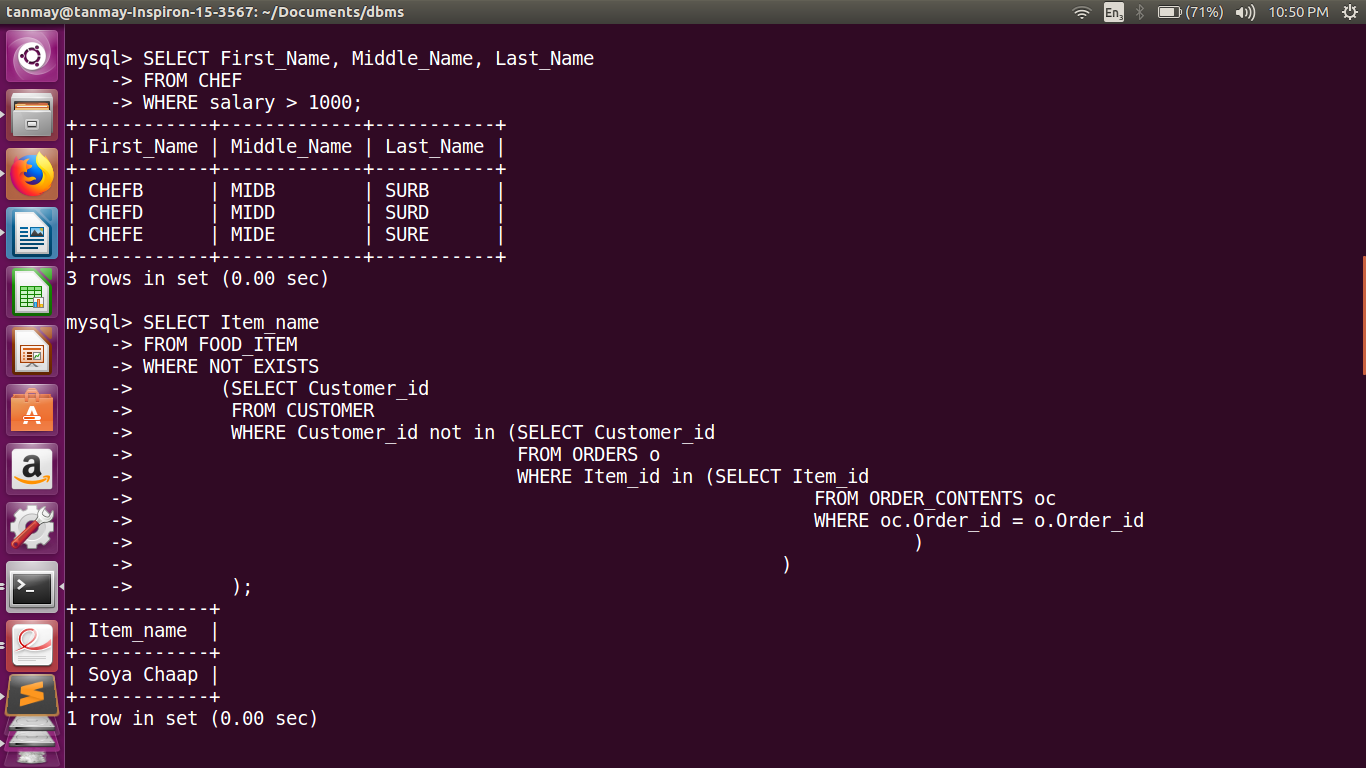 tanmay@tanmay-Inspiron-15-3567: ~/Documents/dbms En3 (71%) 10:50 PM
mysql> SELECT First_Name, Middle_Name, Last_Name
    -> FROM CHEF
    -> WHERE salary > 1000;
+------------+-------------+-----------+
| First_Name | Middle_Name | Last_Name |
+------------+-------------+-----------+
| CHEFB      | MIDB        | SURB      |
| CHEFD      | MIDD        | SURD      |
| CHEFE      | MIDE        | SURE      |
+------------+-------------+-----------+
3 rows in set (0.00 sec)
mysql> SELECT Item_name
    -> FROM FOOD_ITEM
    -> WHERE NOT EXISTS
    ->        (SELECT Customer_id
    ->         FROM CUSTOMER
    ->         WHERE Customer_id not in (SELECT Customer_id
    ->                                   FROM ORDERS o
    ->                                   WHERE Item_id in (SELECT Item_id
    ->                                                              FROM ORDER_CONTENTS oc
    ->                                                              WHERE oc.Order_id = o.Order_id
    ->                                                                       )
    ->                                                           )
    ->         );
+------------+
| Item_name  |
+------------+
| Soya Chaap |
+------------+
1 row in set (0.00 sec)